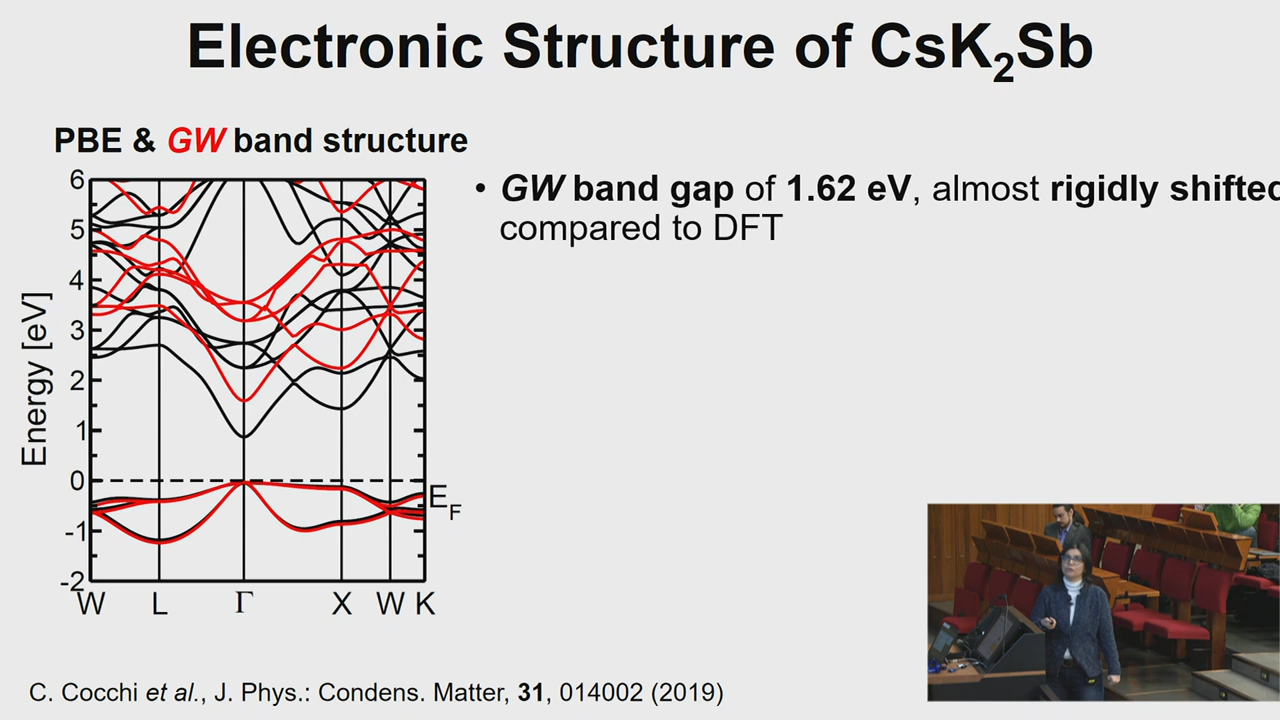 Electronic Structure of CsK₂Sb
PBE & GW band structure
• GW band gap of 1.62 eV, almost rigidly shifted
compared to DFT
Energy [eV]
6
5
4
3
2
1
0
-1
-2
E_F
W L Γ X W K
C. Cocchi et al., J. Phys.: Condens. Matter, 31, 014002 (2019)